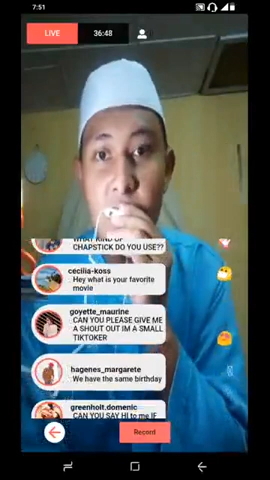 7:51
LIVE 36:48
WHAT KIND OF
CHAPSTICK DO YOU USE??
cecilia-koss
Hey what is your favorite
movie
goyette_maurine
CAN YOU PLEASE GIVE ME
A SHOUT OUT IM A SMALL
TIKTOKER
hagenes_margarete
We have the same birthday
greenholt.domenic
CAN YOU SAY HI to me IF
Record